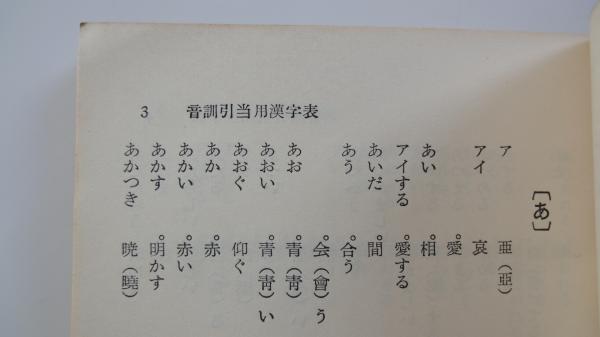 3 音訓引当用漢字表
[あ]
ア 亜(亞)
アイ 哀
°愛
あい °相
アイする °愛する
あいだ °間
あう °合う
°会(會)う
あお °青(靑)
あおい °青(靑)い
あおぐ 仰ぐ
あか °赤
あかい °赤い
あかす °明かす
あかつき 暁(曉)